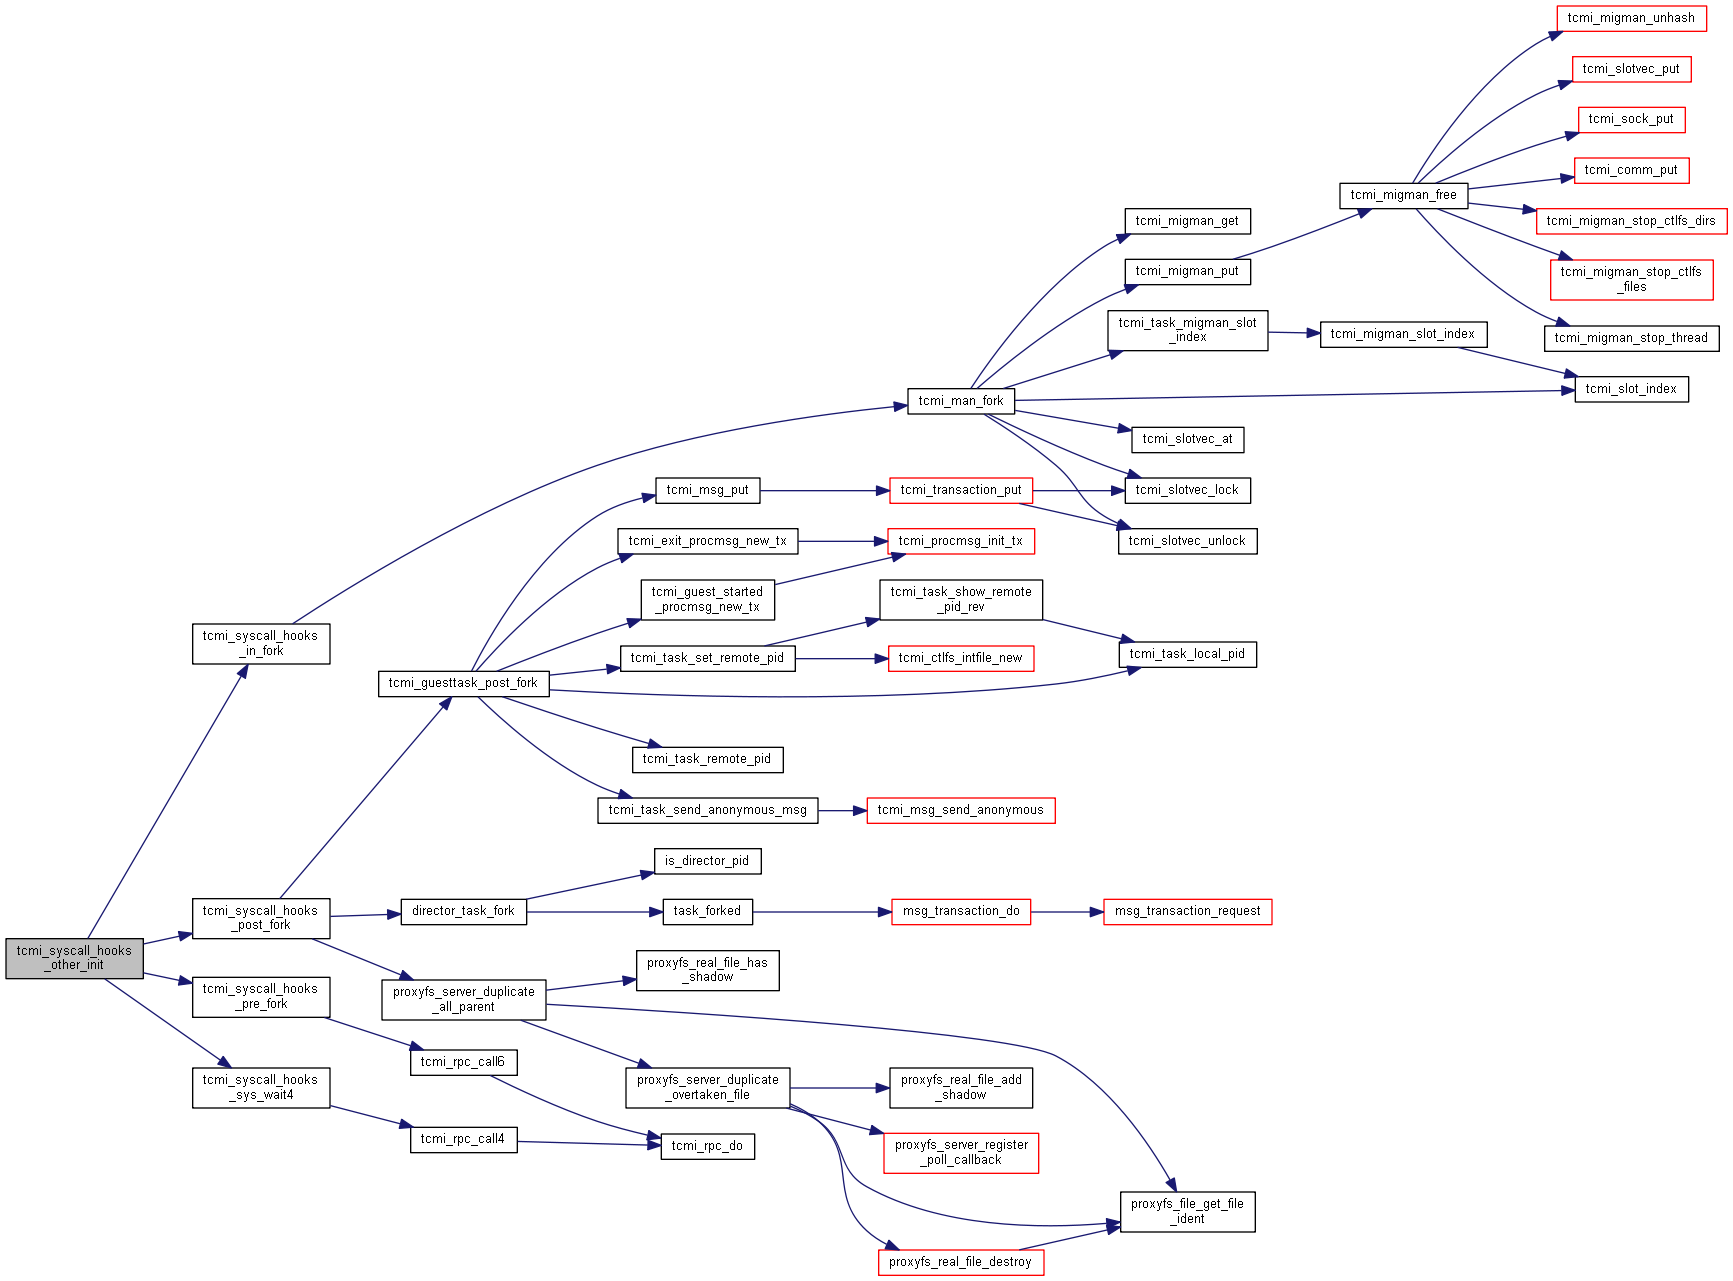 tcmi_migman_unhash
tcmi_slotvec_put
tcmi_sock_put
tcmi_comm_put
tcmi_migman_free
tcmi_migman_get
tcmi_migman_stop_ctlfs_dirs
tcmi_migman_put
tcmi_migman_stop_ctlfs
_files
tcmi_task_migman_slot
_index
tcmi_migman_slot_index
tcmi_migman_stop_thread
tcmi_man_fork
tcmi_slot_index
tcmi_slotvec_at
tcmi_msg_put
tcmi_transaction_put
tcmi_slotvec_lock
tcmi_exit_procmsg_new_tx
tcmi_procmsg_init_tx
tcmi_slotvec_unlock
tcmi_guest_started
_procmsg_new_tx
tcmi_task_show_remote
_pid_rev
tcmi_syscall_hooks
_in_fork
tcmi_task_set_remote_pid
tcmi_ctlfs_intfile_new
tcmi_task_local_pid
tcmi_guesttask_post_fork
tcmi_task_remote_pid
tcmi_task_send_anonymous_msg
tcmi_msg_send_anonymous
is_director_pid
tcmi_syscall_hooks
_post_fork
director_task_fork
task_forked
msg_transaction_do
msg_transaction_request
tcmi_syscall_hooks
_other_init
proxyfs_real_file_has
_shadow
tcmi_syscall_hooks
_pre_fork
proxyfs_server_duplicate
_all_parent
tcmi_rpc_call6
tcmi_syscall_hooks
_sys_wait4
proxyfs_server_duplicate
_overtaken_file
proxyfs_real_file_add
_shadow
tcmi_rpc_call4
tcmi_rpc_do
proxyfs_server_register
_poll_callback
proxyfs_file_get_file
_ident
proxyfs_real_file_destroy